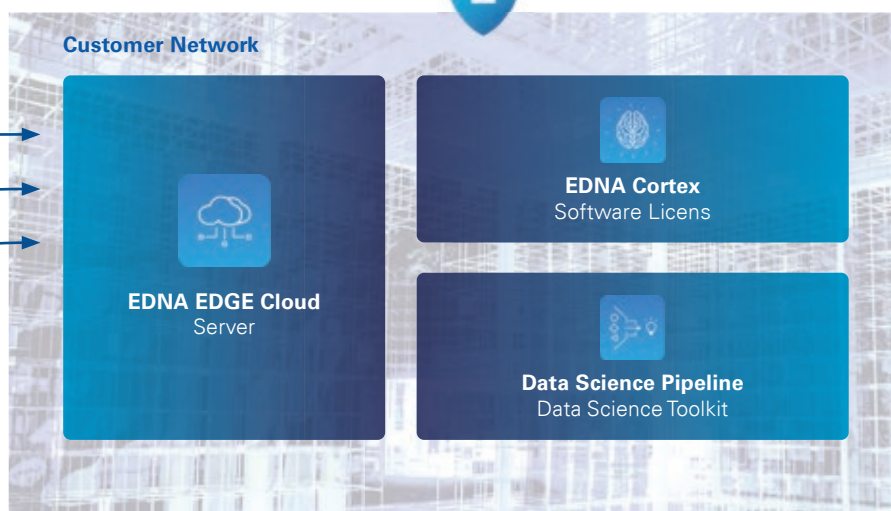 Customer Network
EDNA EDGE Cloud
Server
EDNA Cortex
Software Licens
Data Science Pipeline
Data Science Toolkit